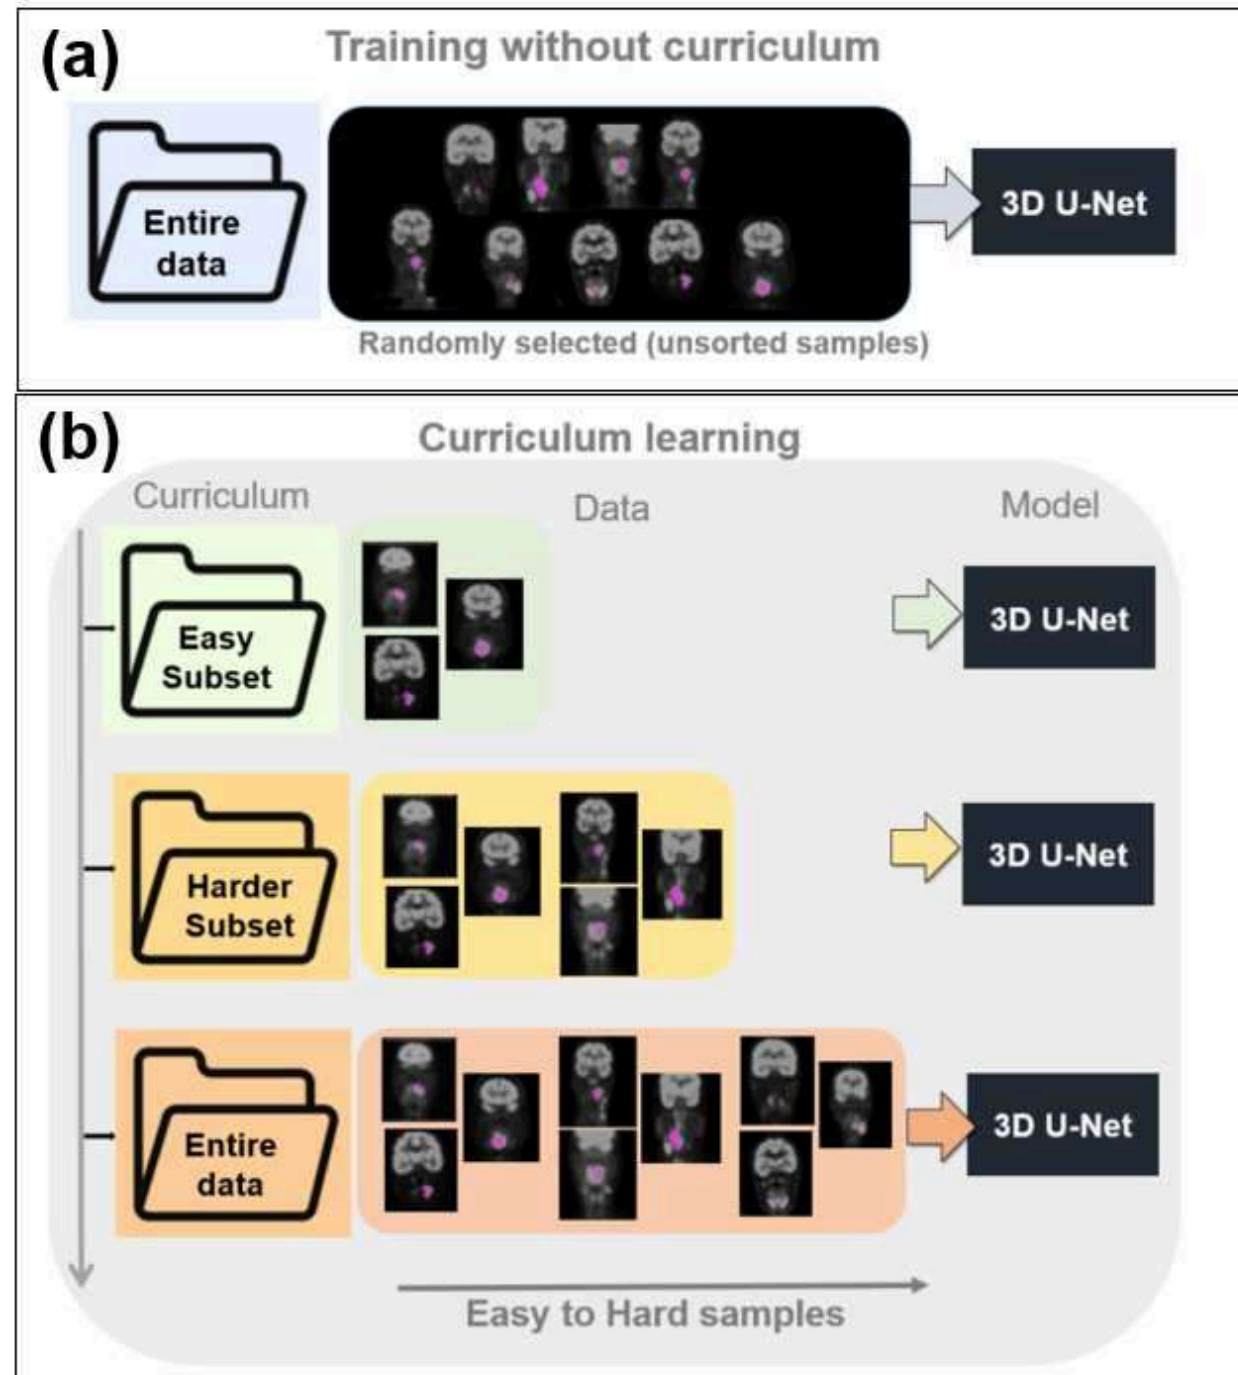 (a)
Training without curriculum
Entire
data
3D U-Net
Randomly selected (unsorted samples)
(b)
Curriculum learning
Curriculum
Data
Model
Easy
Subset
3D U-Net
Harder
Subset
3D U-Net
Entire
data
3D U-Net
Easy to Hard samples